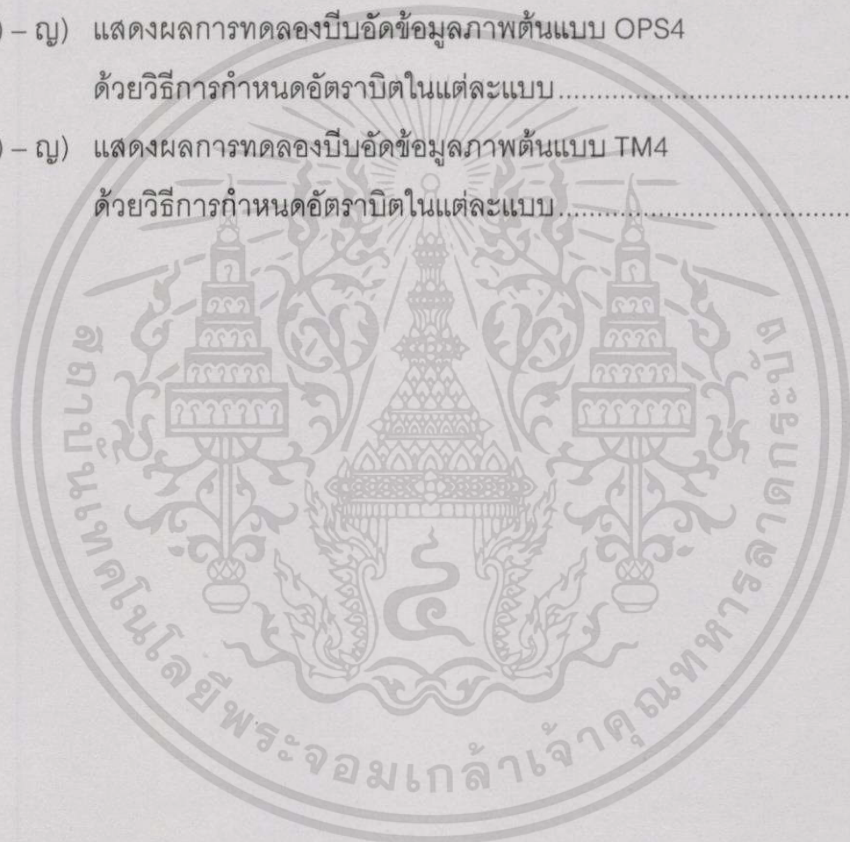 – ญ) แสดงผลการทดลองบีบอัดข้อมูลภาพต้นแบบ OPS4
ด้วยวิธีการกำหนดอัตราบิตในแต่ละแบบ........................................
– ญ) แสดงผลการทดลองบีบอัดข้อมูลภาพต้นแบบ TM4
ด้วยวิธีการกำหนดอัตราบิตในแต่ละแบบ........................................
สถาบันเทคโนโลยีพระจอมเกล้าเจ้าคุณทหารลาดกระบัง